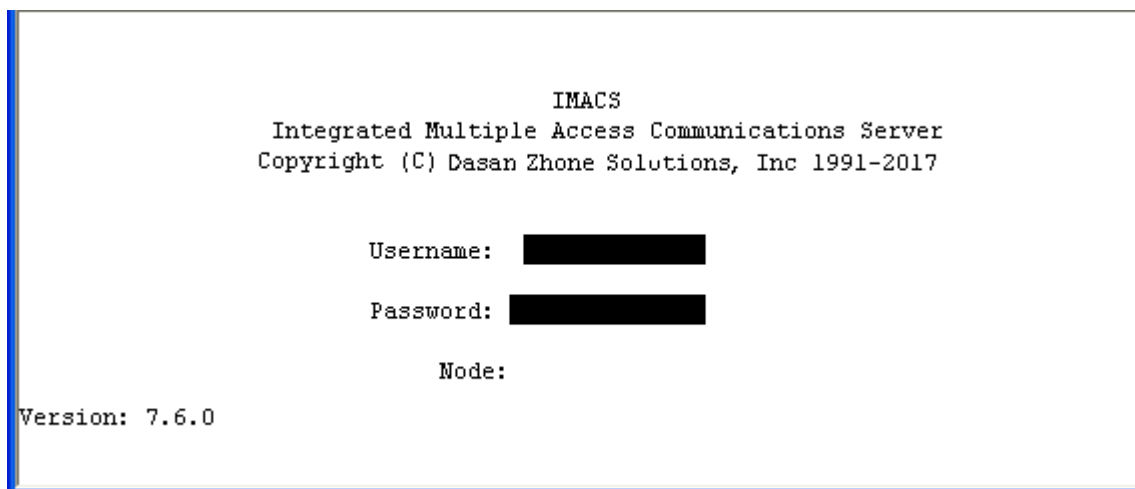 IMACS
Integrated Multiple Access Communications Server
Copyright (C) Dasan Zhone Solutions, Inc 1991-2017
Username:
Password:
Node:
Version: 7.6.0